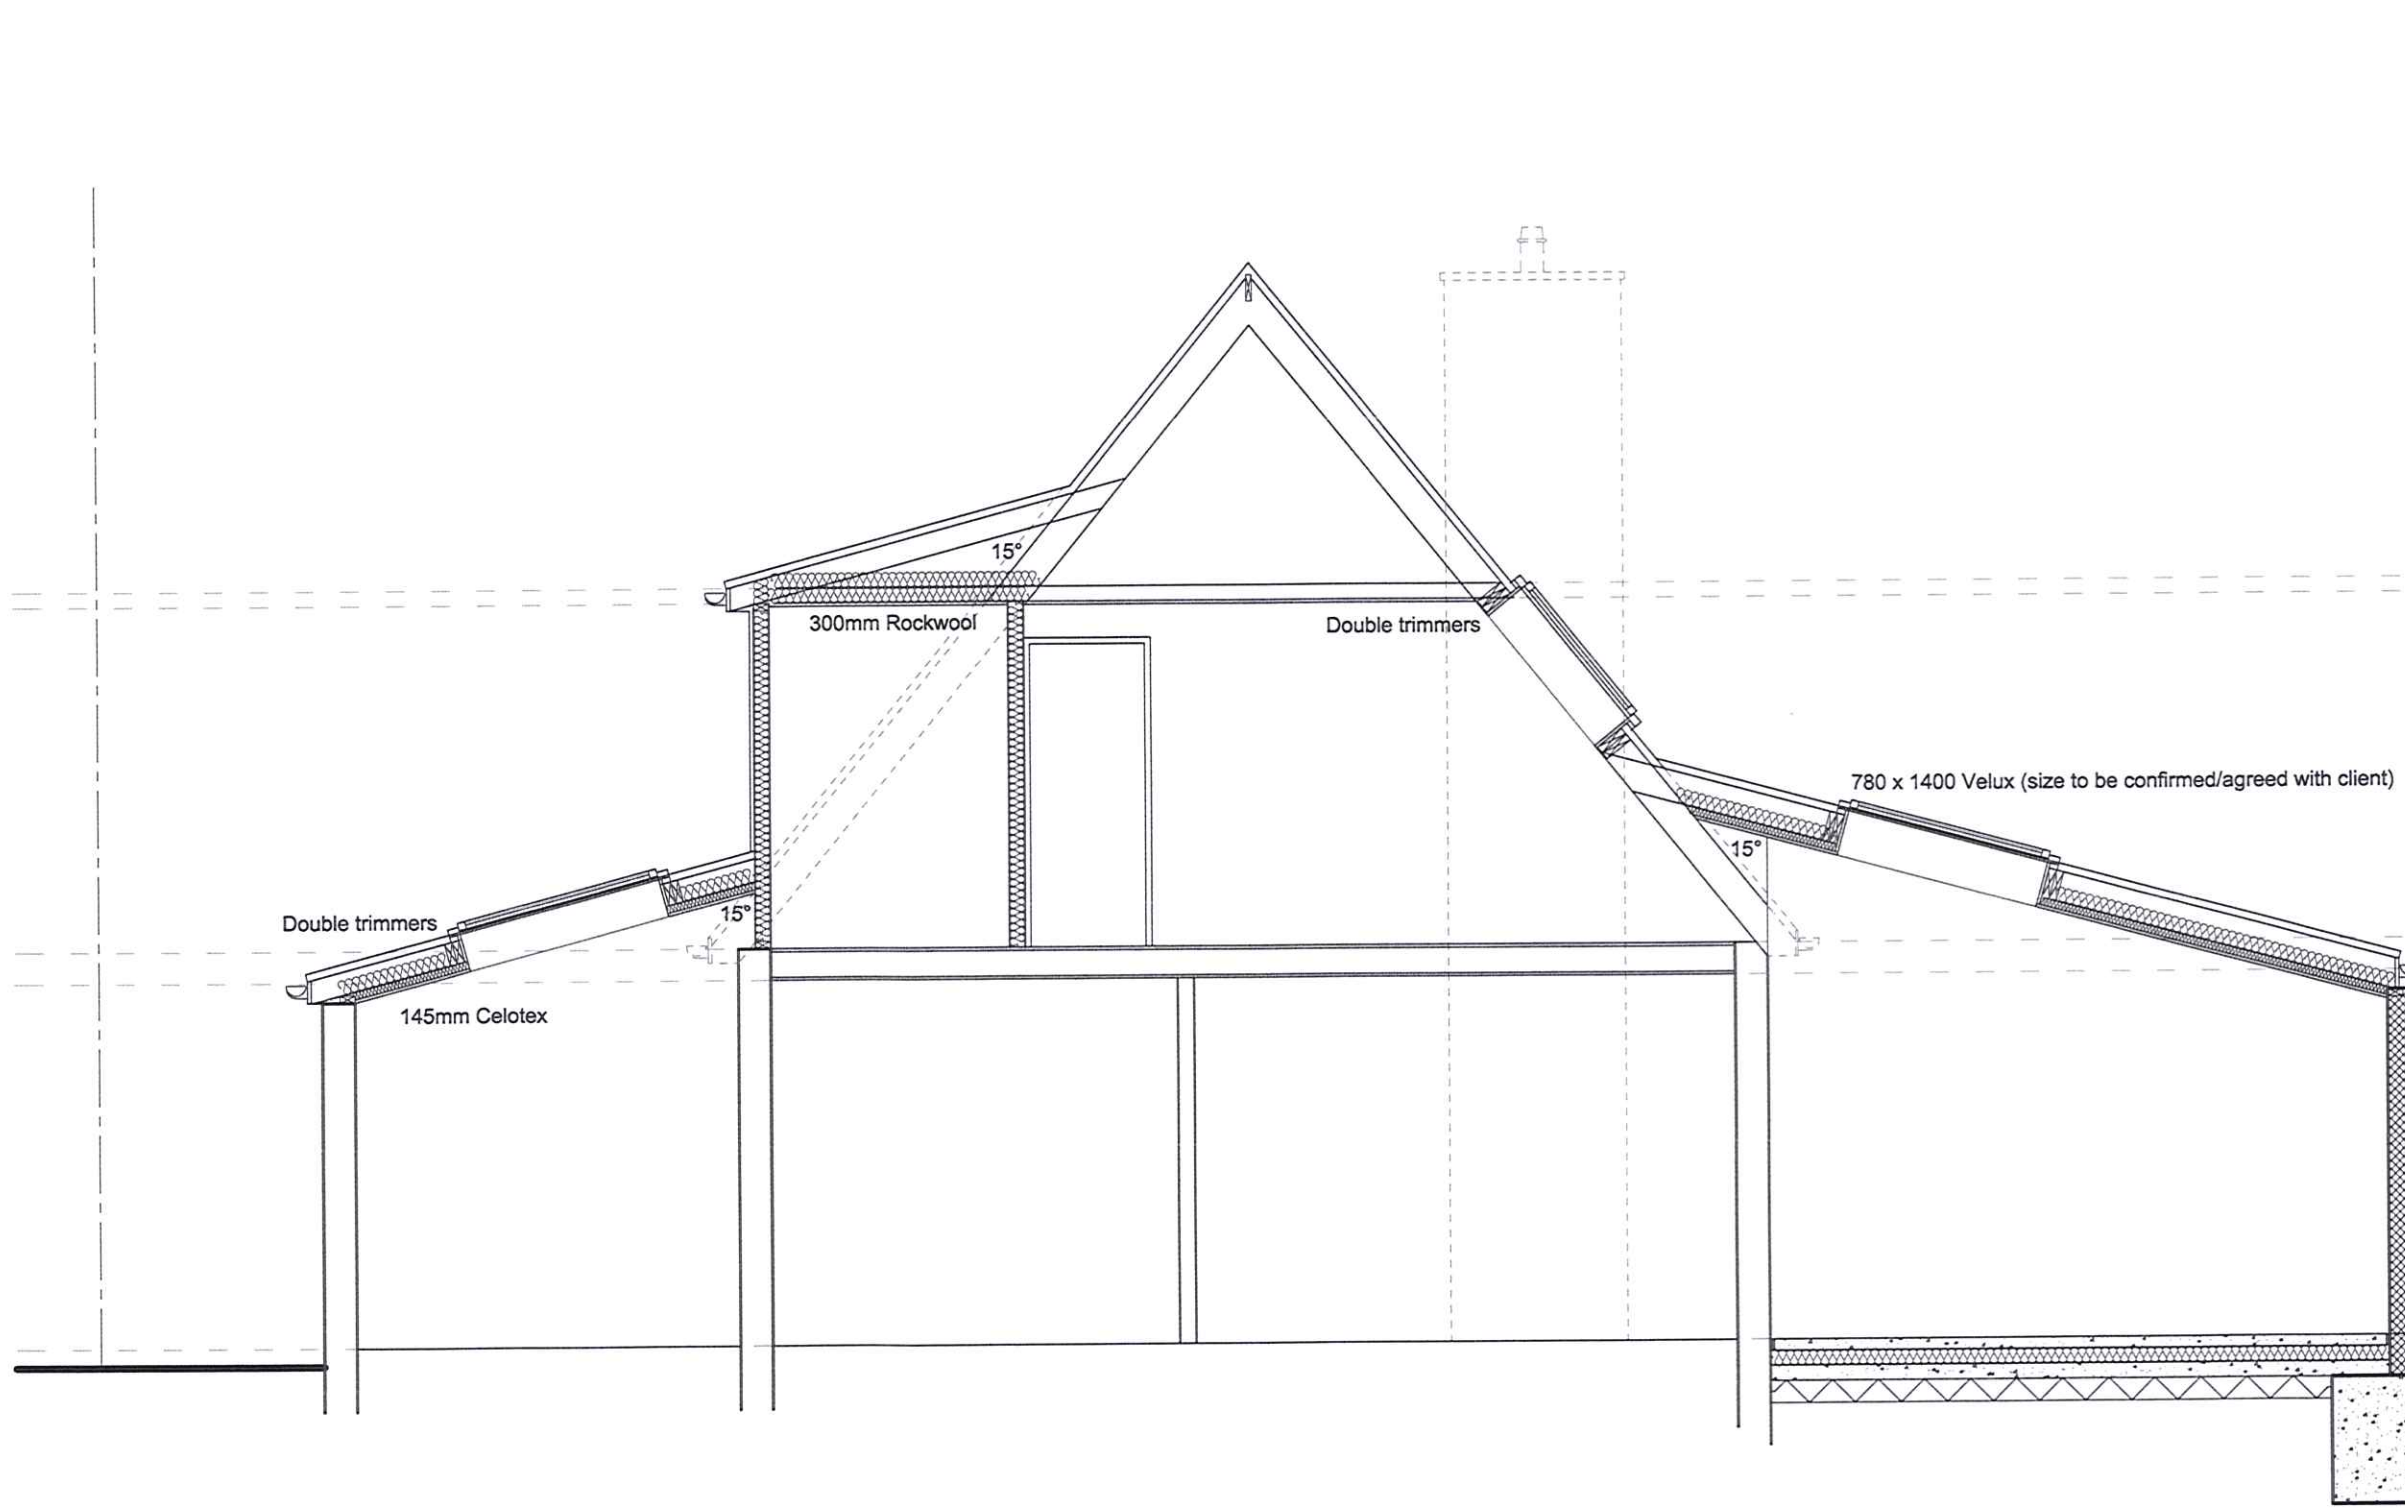 15°
300mm Rockwool
Double trimmers
780 x 1400 Velux (size to be confirmed/agreed with client)
15°
15°
Double trimmers
145mm Celotex